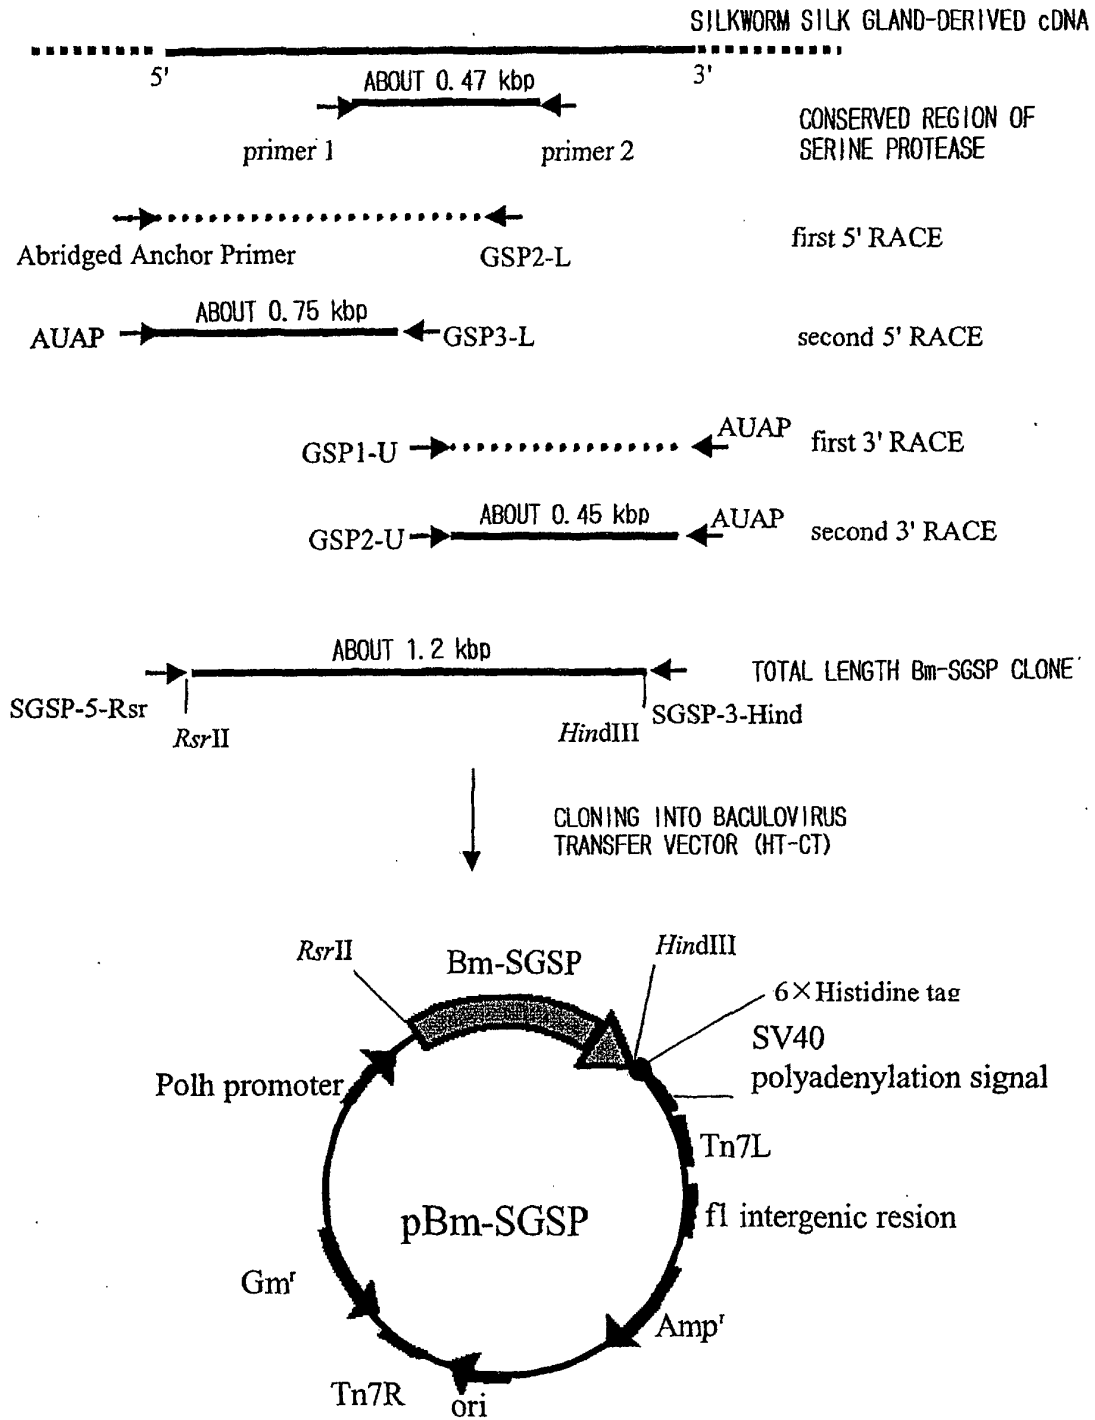 SILKWORM SILK GLAND-DERIVED cDNA
5'
3'
ABOUT 0.47 kbp
primer 1
primer 2
CONSERVED REGION OF
SERINE PROTEASE
Abridged Anchor Primer
GSP2-L
first 5' RACE
ABOUT 0.75 kbp
AUAP
GSP3-L
second 5' RACE
GSP1-U
AUAP
first 3' RACE
ABOUT 0.45 kbp
GSP2-U
AUAP
second 3' RACE
ABOUT 1.2 kbp
TOTAL LENGTH Bm-SGSP CLONE
SGSP-5-Rsr
RsrII
HindIII
SGSP-3-Hind
CLONING INTO BACULOVIRUS
TRANSFER VECTOR (HT-CT)
RsrII
Bm-SGSP
HindIII
6×Histidine tag
SV40
polyadenylation signal
Polh promoter
Tn7L
pBm-SGSP
f1 intergenic resion
Gmr
Ampr
Tn7R
ori